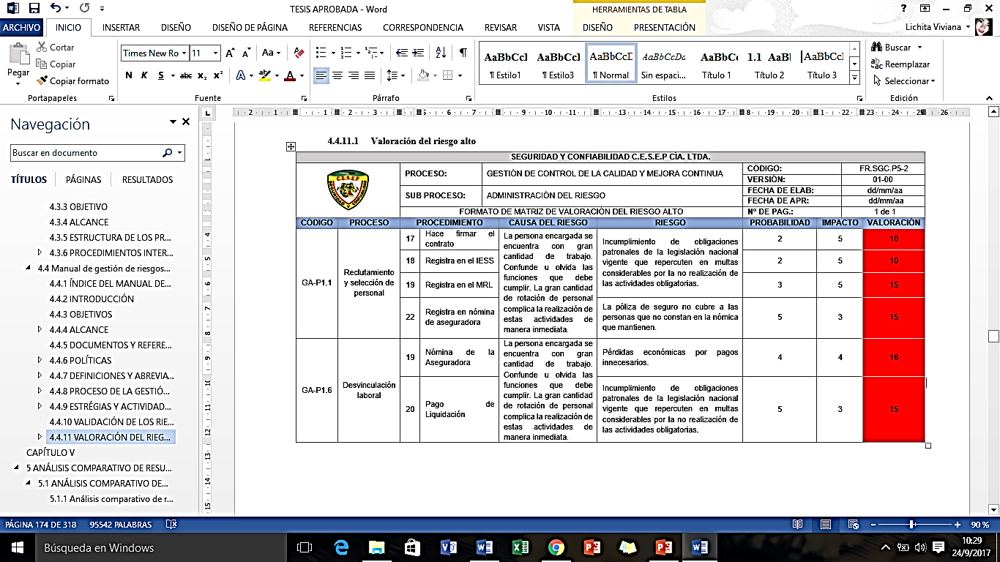 TESIS APROBADA - Word
HERRAMIENTAS DE TABLA
ARCHIVO INICIO INSERTAR DISEÑO DISEÑO DE PÁGINA REFERENCIAS CORRESPONDENCIA REVISAR VISTA DISEÑO PRESENTACIÓN
Lichita Viviana
Pegar
Cortar
Copiar
Copiar formato
Portapapeles
Times New Ro 11
N K S abc x₂ x²
Fuente
Párrafo
AaBbCcl AaBbCcl AaBbCcD AaBbCcDc AaBbCc 1.1 AaBl AaBbCcl
¶ Estilo1 ¶ Estilo3 ¶ Normal Sin espaci... Título 1 Título 2 Título 3
Estilos
Buscar
Reemplazar
Seleccionar
Edición
Navegación
Buscar en documento
TÍTULOS PÁGINAS RESULTADOS
4.3.3 OBJETIVO
4.3.4 ALCANCE
4.3.5 ESTRUCTURA DE LOS PR...
4.3.6 PROCEDIMIENTOS INTER...
4.4 Manual de gestión de riesgos...
4.4.1 ÍNDICE DEL MANUAL DE...
4.4.2 INTRODUCCIÓN
4.4.3 OBJETIVOS
4.4.4 ALCANCE
4.4.5 DOCUMENTOS Y REFERE...
4.4.6 POLÍTICAS
4.4.7 DEFINICIONES Y ABREVIA...
4.4.8 PROCESO DE LA GESTIÓ...
4.4.9 ESTRÉGIAS Y ACTIVIDAD...
4.4.10 VALIDACIÓN DE LOS RIE...
4.4.11 VALORACIÓN DEL RIEG...
CAPÍTULO V
5 ANÁLISIS COMPARATIVO DE RESU...
5.1 ANÁLISIS COMPARATIVO DE...
5.1.1 Análisis comparativo de r...
4.4.11.1 Valoración del riesgo alto
SEGURIDAD Y CONFIABILIDAD C.E.S.E.P CÍA. LTDA.
C.E.S.E.P
SEGURIDAD Y CONFIABILIDAD
PROCESO: GESTIÓN DE CONTROL DE LA CALIDAD Y MEJORA CONTINUA
SUB PROCESO: ADMINISTRACIÓN DEL RIESGO
FORMATO DE MATRIZ DE VALORACIÓN DEL RIESGO ALTO
CÓDIGO: FR.SGC.P5-2
VERSIÓN: 01-00
FECHA DE ELAB: dd/mm/aa
FECHA DE APR: dd/mm/aa
Nº DE PAG.: 1 de 1
CÓDIGO PROCESO PROCEDIMIENTO CAUSA DEL RIESGO RIESGO PROBABILIDAD IMPACTO VALORACIÓN
GA-P1.1
Reclutamiento
y selección de
personal
17 Hace firmar el
contrato
18 Registra en el IESS
19 Registra en el MRL
22 Registra en nómina
de aseguradora
La persona encargada se
encuentra con gran
cantidad de trabajo.
Confunde u olvida las
funciones que debe
cumplir. La gran cantidad
de rotación de personal
complica la realización de
estas actividades de
manera inmediata.
Incumplimiento de obligaciones
patronales de la legislación nacional
vigente que repercuten en multas
considerables por la no realización de
las actividades obligatorias.
La póliza de seguro no cubre a las
personas que no constan en la nómica
que mantienen.
2 5 10
2 5 10
3 5 15
5 3 15
GA-P1.6
Desvinculación
laboral
19 Nómina de la
Aseguradora
20 Pago de
Liquidación
La persona encargada se
encuentra con gran
cantidad de trabajo.
Confunde u olvida las
funciones que debe
cumplir. La gran cantidad
de rotación de personal
complica la realización de
estas actividades de
manera inmediata.
Pérdidas económicas por pagos
innecesarios.
Incumplimiento de obligaciones
patronales de la legislación nacional
vigente que repercuten en multas
considerables por la no realización de
las actividades obligatorias.
4 4 16
5 3 15
PÁGINA 174 DE 318 95542 PALABRAS
90 %
Búsqueda en Windows
10:29
24/9/2017